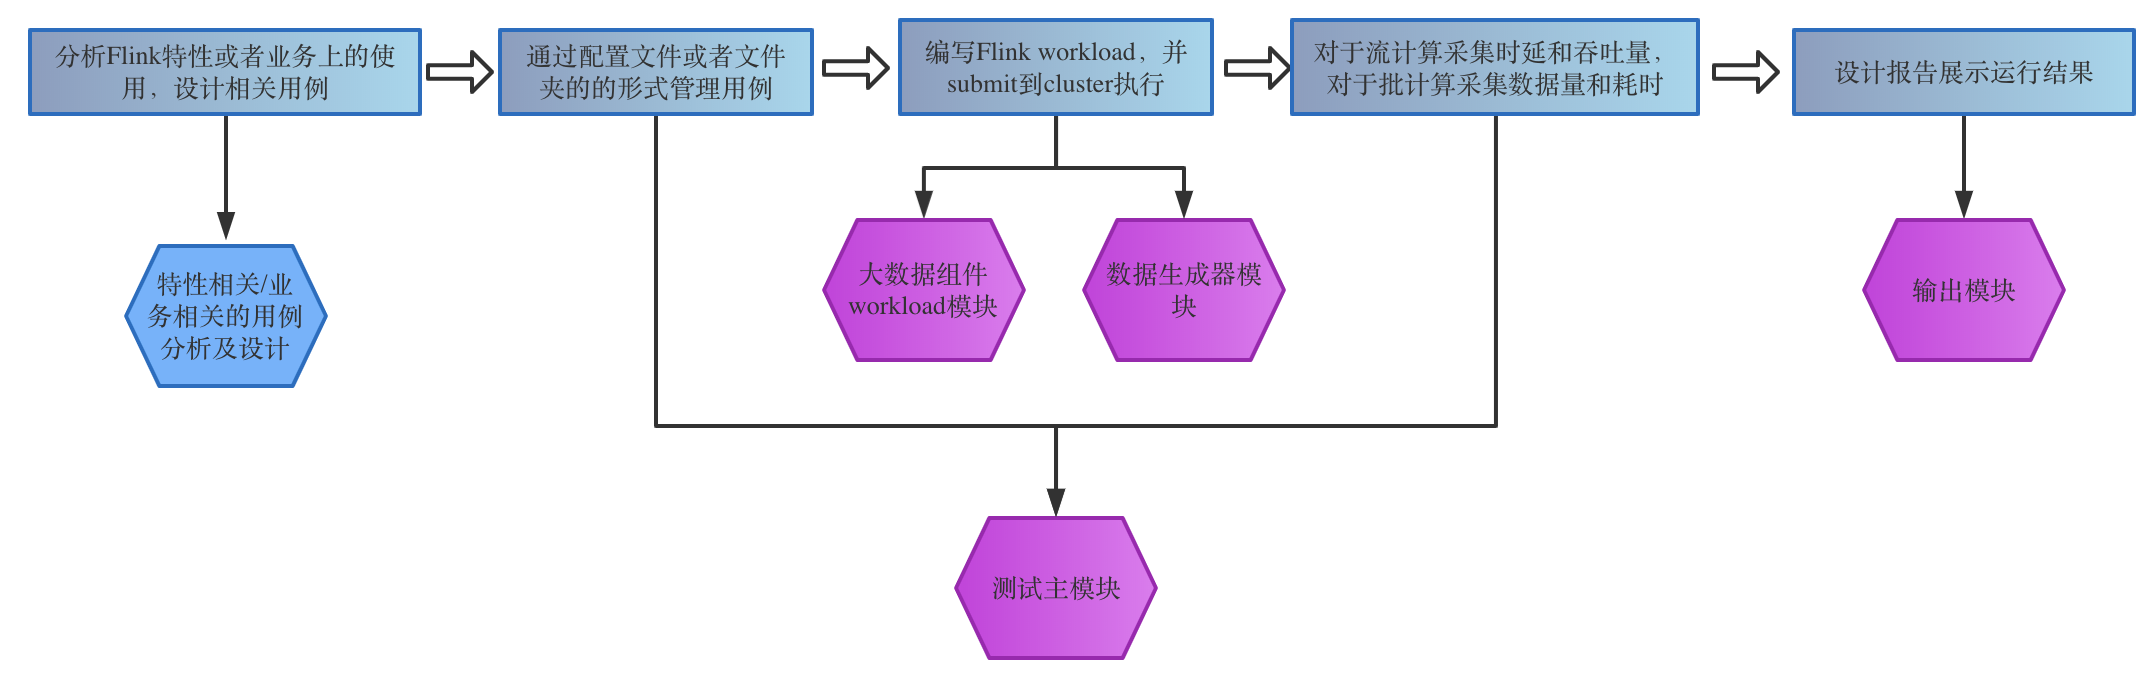 分析Flink特性或者业务上的使
用，设计相关用例
通过配置文件或者文件
夹的的形式管理用例
编写Flink workload，并
submit到cluster执行
对于流计算采集时延和吞吐量，
对于批计算采集数据量和耗时
设计报告展示运行结果
特性相关/业
务相关的用例
分析及设计
大数据组件
workload模块
数据生成器模
块
输出模块
测试主模块